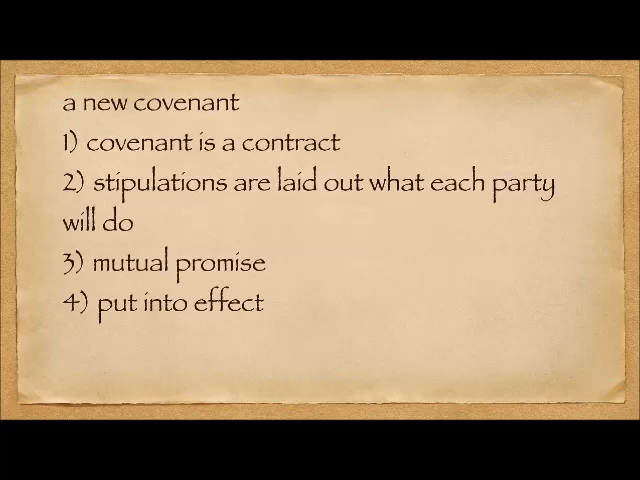 a new covenant
1) covenant is a contract
2) stipulations are laid out what each party
will do
3) mutual promise
4) put into effect